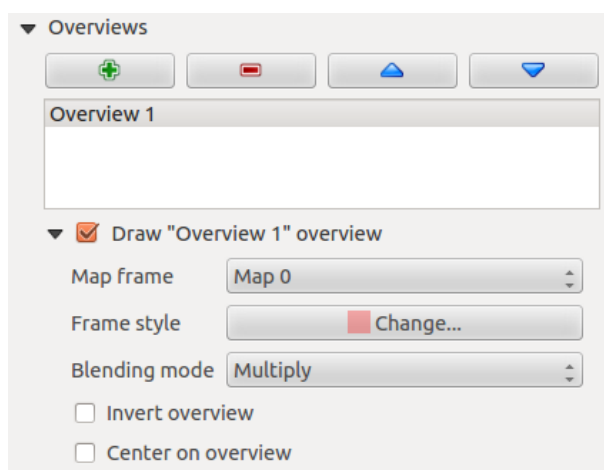 Overviews
Overview 1
Draw "Overview 1" overview
Map frame Map 0
Frame style Change...
Blending mode Multiply
Invert overview
Center on overview